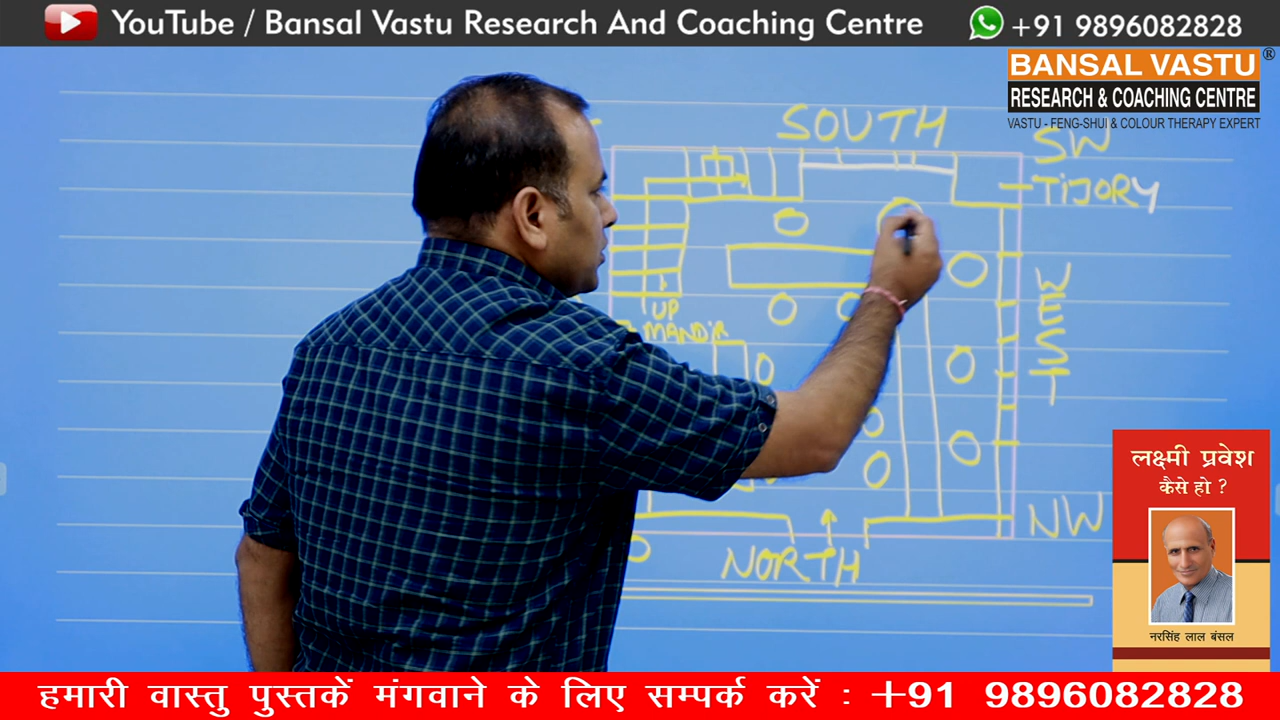 YouTube / Bansal Vastu Research And Coaching Centre
+91 9896082828
BANSAL VASTU®
RESEARCH & COACHING CENTRE
VASTU - FENG-SHUI & COLOUR THERAPY EXPERT
SOUTH
SW
TIJORY
WEST
UP
MANDIR
NW
NORTH
लक्ष्मी प्रवेश
कैसे हो ?
नरसिंह लाल बंसल
हमारी वास्तु पुस्तकें मंगवाने के लिए सम्पर्क करें : +91 9896082828